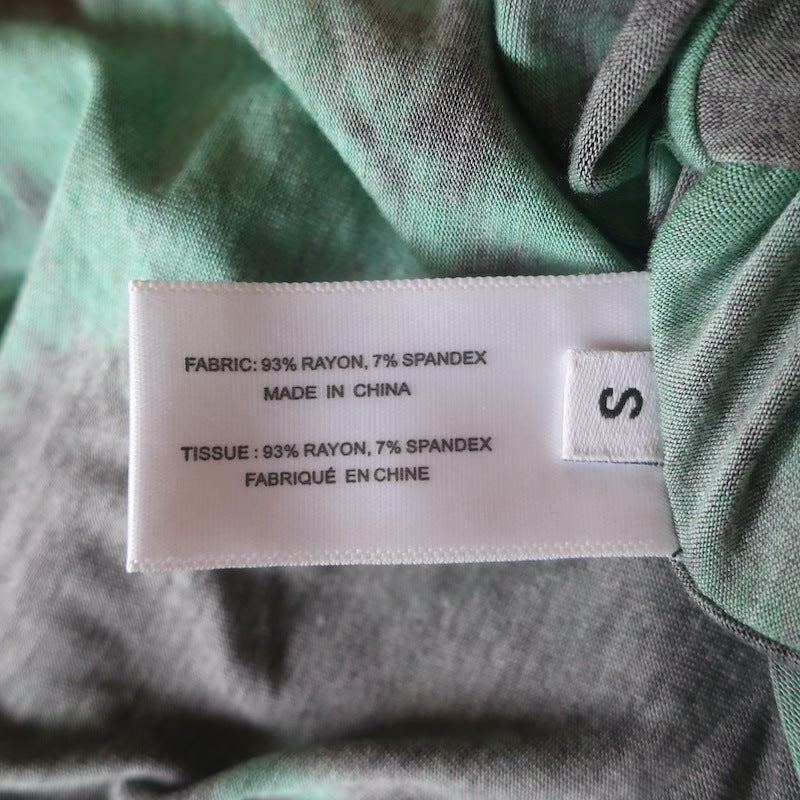 FABRIC: 93% RAYON, 7% SPANDEX
MADE IN CHINA
TISSUE : 93% RAYON, 7% SPANDEX
FABRIQUÉ EN CHINE
S